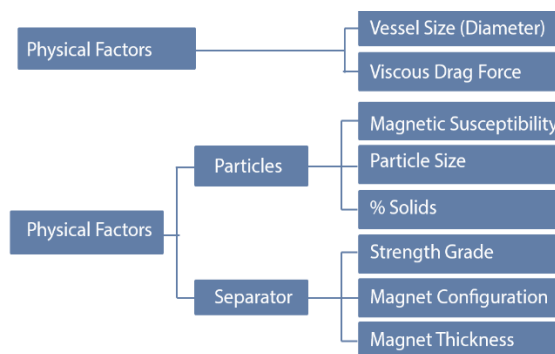 Physical Factors
Vessel Size (Diameter)
Viscous Drag Force
Physical Factors
Particles
Magnetic Susceptibility
Particle Size
% Solids
Separator
Strength Grade
Magnet Configuration
Magnet Thickness